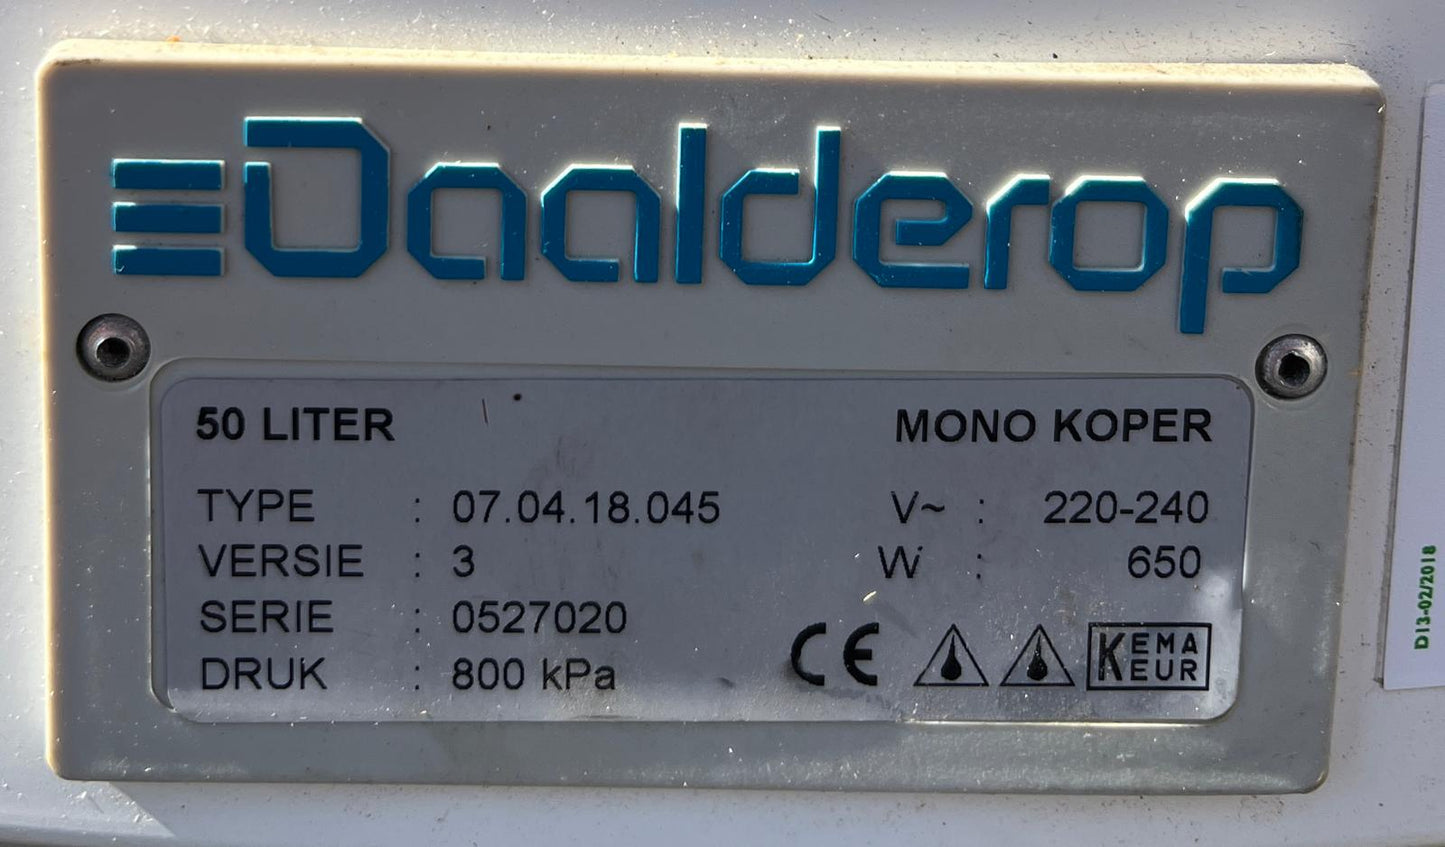 Daalderop
50 LITER MONO KOPER
TYPE : 07.04.18.045 V~ : 220-240
VERSIE : 3 W : 650
SERIE : 0527020
DRUK : 800 kPa CE KEMA KEUR
D13-02/2018